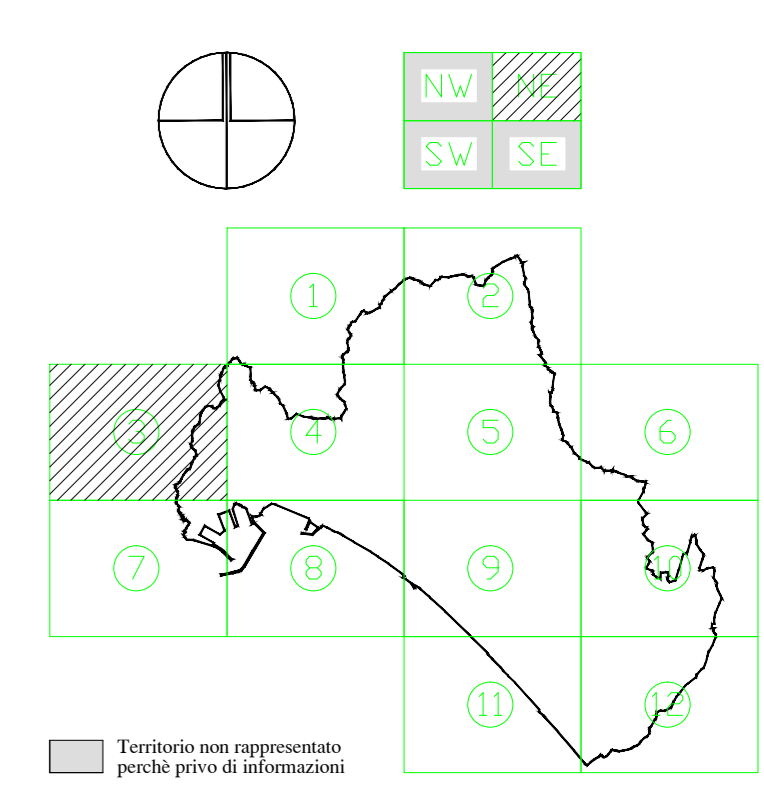 NW NE
SW SE
1 2
3 4 5 6
7 8 9 10
11 12
Territorio non rappresentato
perchè privo di informazioni